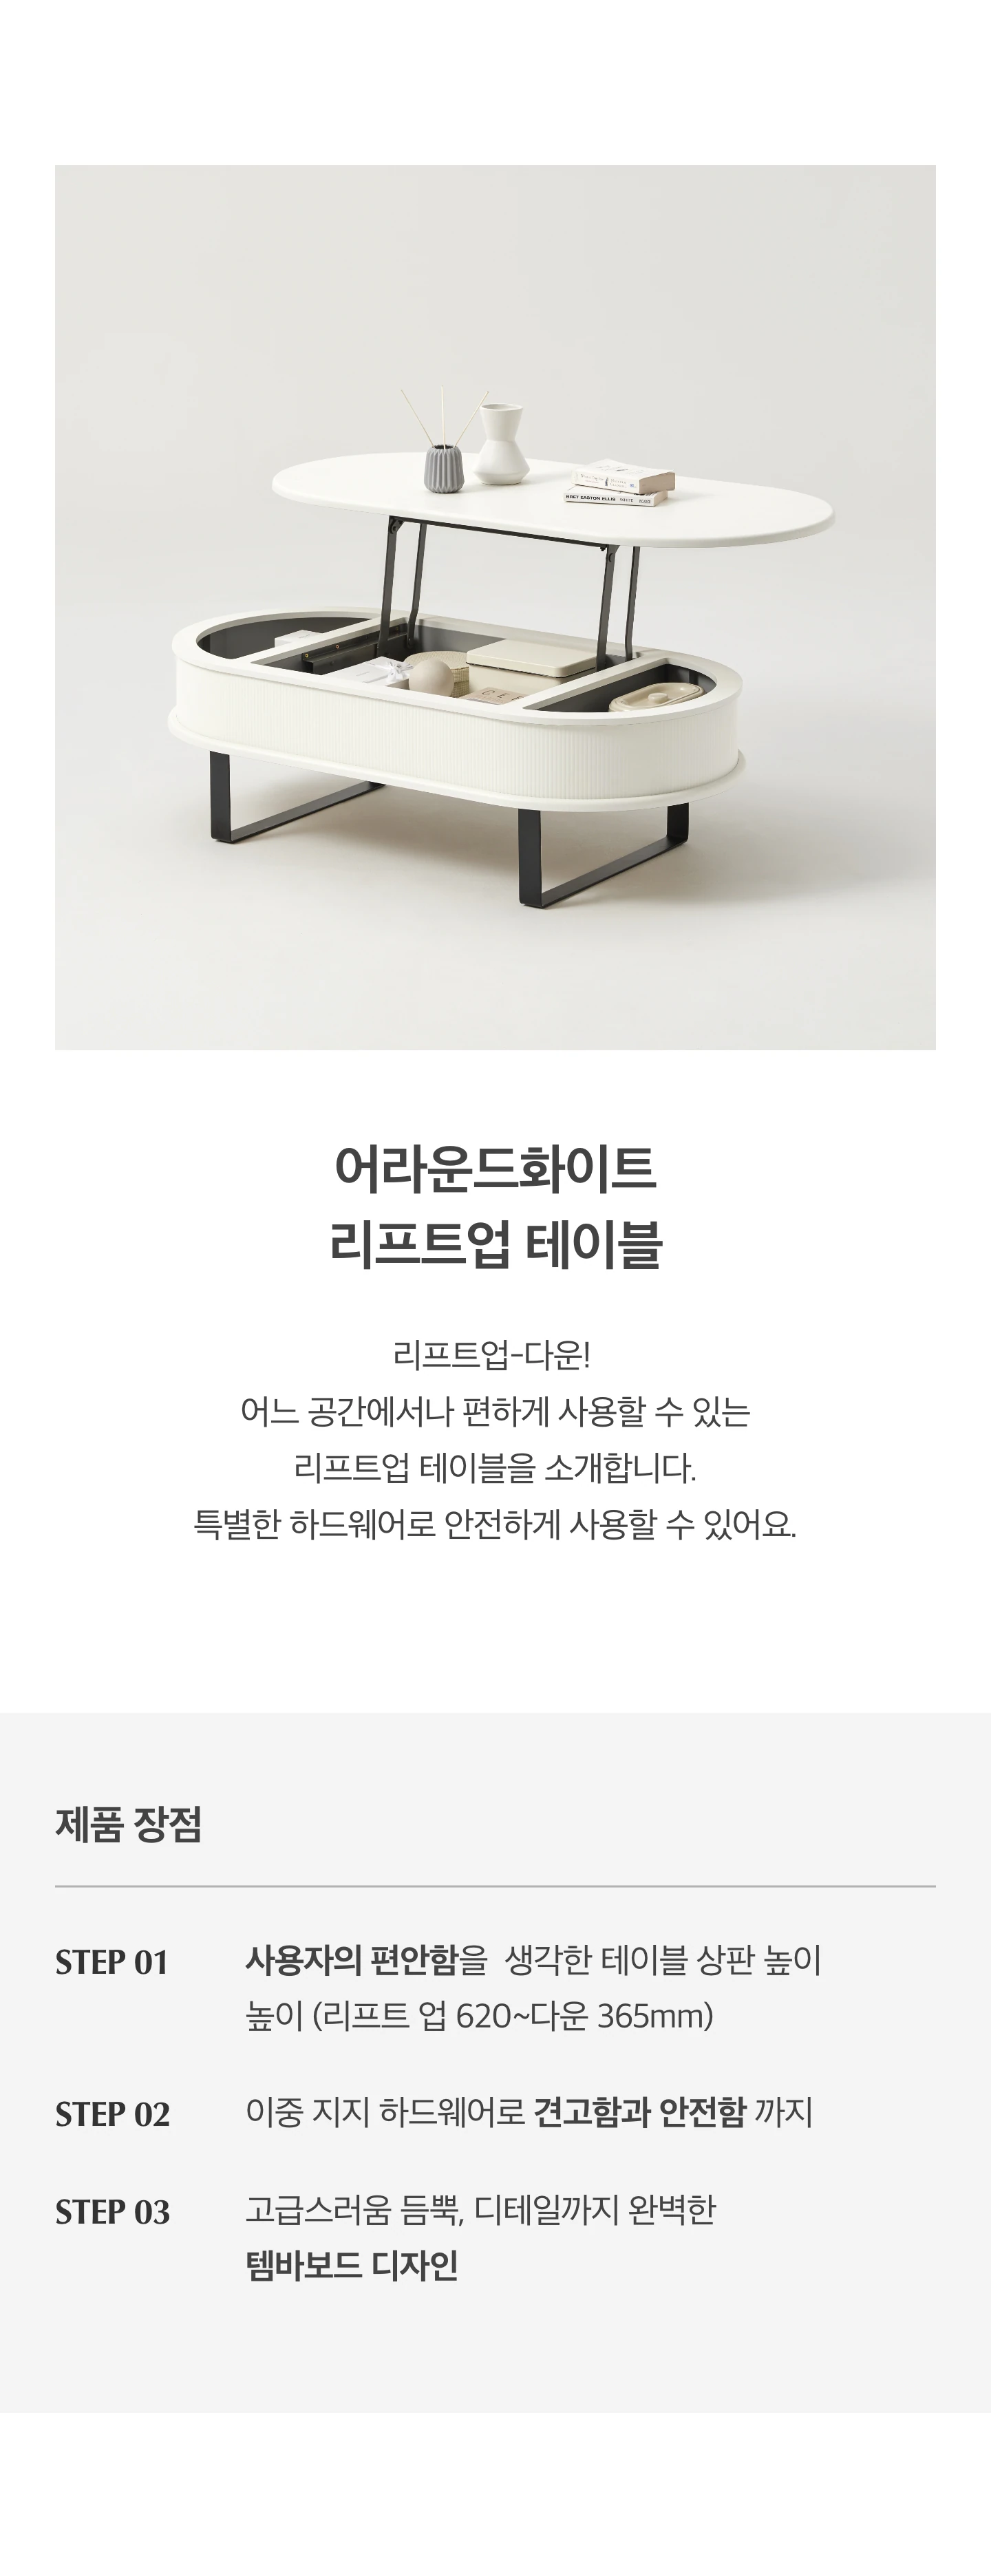 BRET EASTON ELLIS WHITE
어라운드화이트
리프트업 테이블
리프트업-다운!
어느 공간에서나 편하게 사용할 수 있는
리프트업 테이블을 소개합니다.
특별한 하드웨어로 안전하게 사용할 수 있어요.
제품 장점
STEP 01
사용자의 편안함을 생각한 테이블 상판 높이
높이 (리프트 업 620~다운 365mm)
STEP 02
이중 지지 하드웨어로 견고함과 안전함 까지
STEP 03
고급스러움 듬뿍, 디테일까지 완벽한
템바보드 디자인